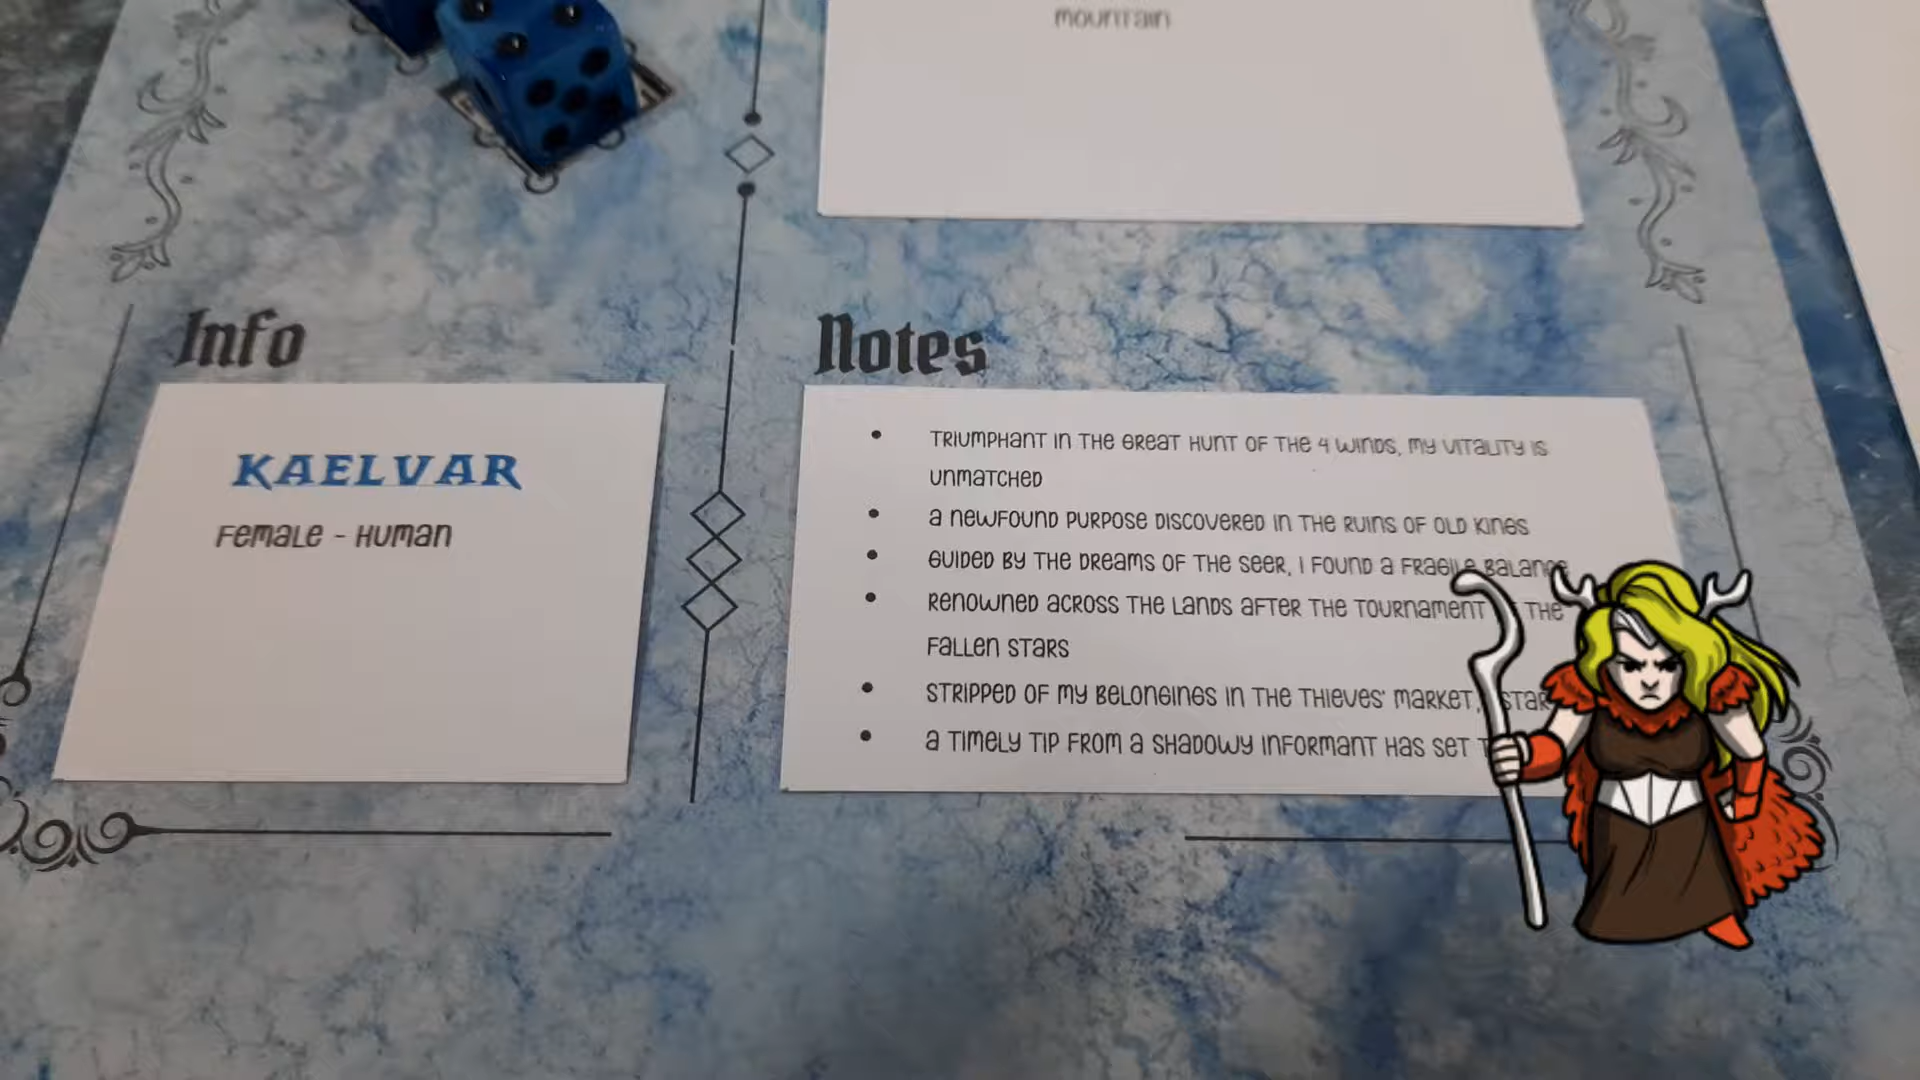 mountain
Info
Notes
KAELVAR
Female - Human
• Triumphant in the Great Hunt of the 4 Winds, my vitality is
unmatched
• A newfound purpose discovered in the Ruins of Old Kings
• Guided by the Dreams of the Seer, I found a fragile balance
• Renowned across the lands after the Tournament the
Fallen Stars
• Stripped of my belongings in the Thieves' Market,
• A timely tip from a shadowy informant has set